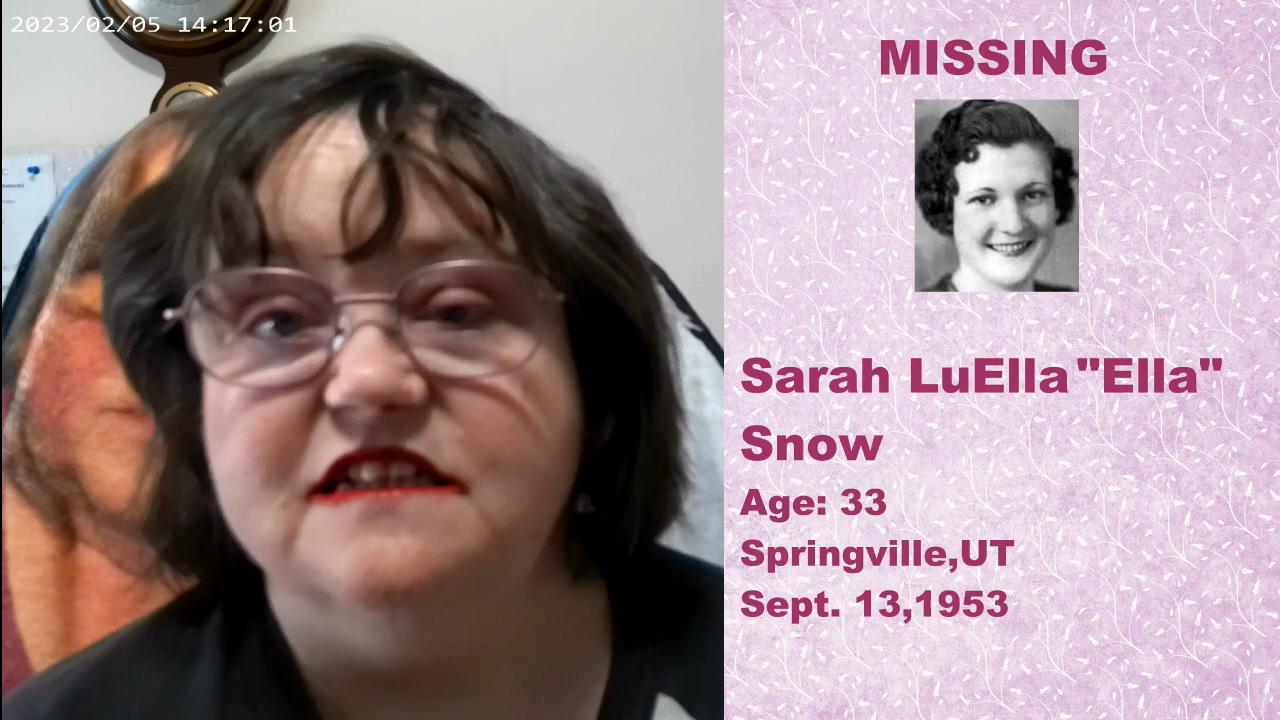 2023/02/05 14:17:01
MISSING
Sarah LuElla "Ella"
Snow
Age: 33
Springville,UT
Sept. 13,1953